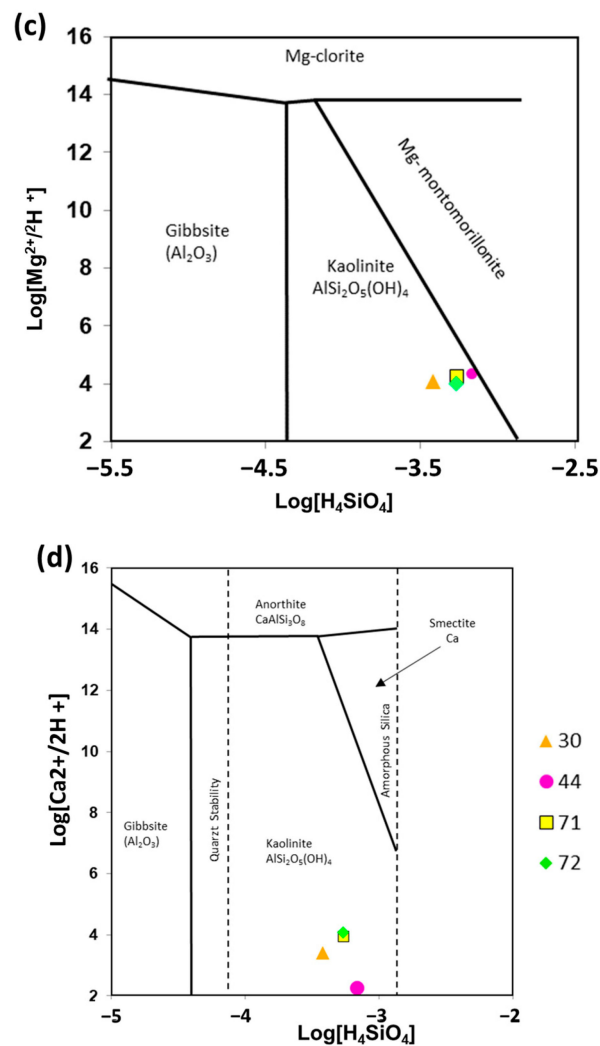 (c)
16
14
12
10
8
6
4
2
Log[Mg²⁺/²H ⁺]
Mg-clorite
Gibbsite
(Al₂O₃)
Kaolinite
AlSi₂O₅(OH)₄
Mg- montomorillonite
−5.5 −4.5 −3.5 −2.5
Log[H₄SiO₄]
(d)
16
14
12
10
8
6
4
2
Log[Ca2+/2H +]
Anorthite
CaAlSi₃O₈
Smectite
Ca
Gibbsite
(Al₂O₃)
Quarzt Stability
Kaolinite
AlSi₂O₅(OH)₄
Amorphous Silica
−5 −4 −3 −2
Log[H₄SiO₄]
30
44
71
72